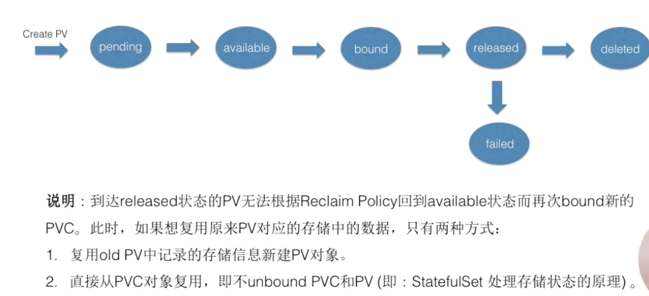 Create PV
pending
available
bound
released
deleted
failed
说明：到达released状态的PV无法根据Reclaim Policy回到available状态而再次bound新的
PVC。此时，如果想复用原来PV对应的存储中的数据，只有两种方式：
1. 复用old PV中记录的存储信息新建PV对象。
2. 直接从PVC对象复用，即不unbound PVC和PV (即：StatefulSet 处理存储状态的原理) 。